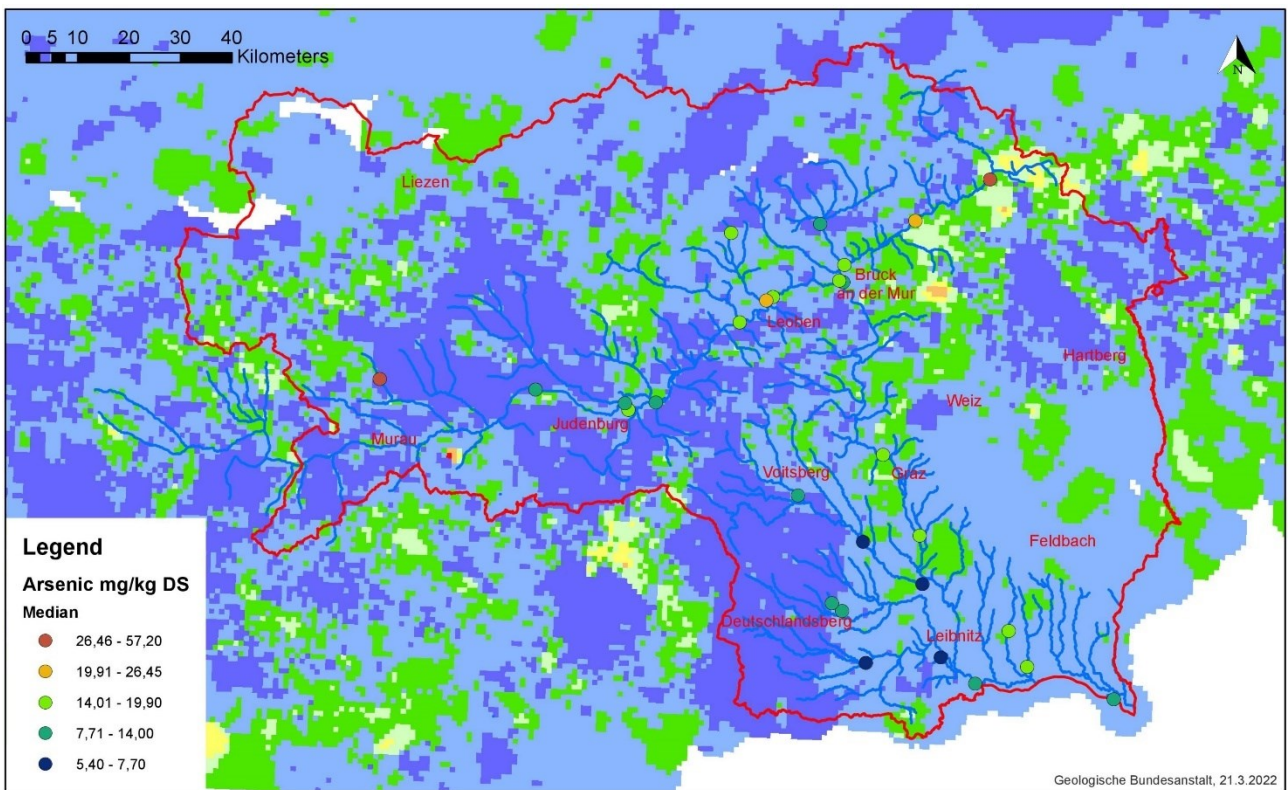 0 5 10 20 30 40
Kilometers
N
Liezen
Bruck
an der Mur
Leoben
Hartberg
Weiz
Murau
Judenburg
Voitsberg
Graz
Feldbach
Deutschlandsberg
Leibnitz
Legend
Arsenic mg/kg DS
Median
26,46 - 57,20
19,91 - 26,45
14,01 - 19,90
7,71 - 14,00
5,40 - 7,70
Geologische Bundesanstalt, 21.3.2022